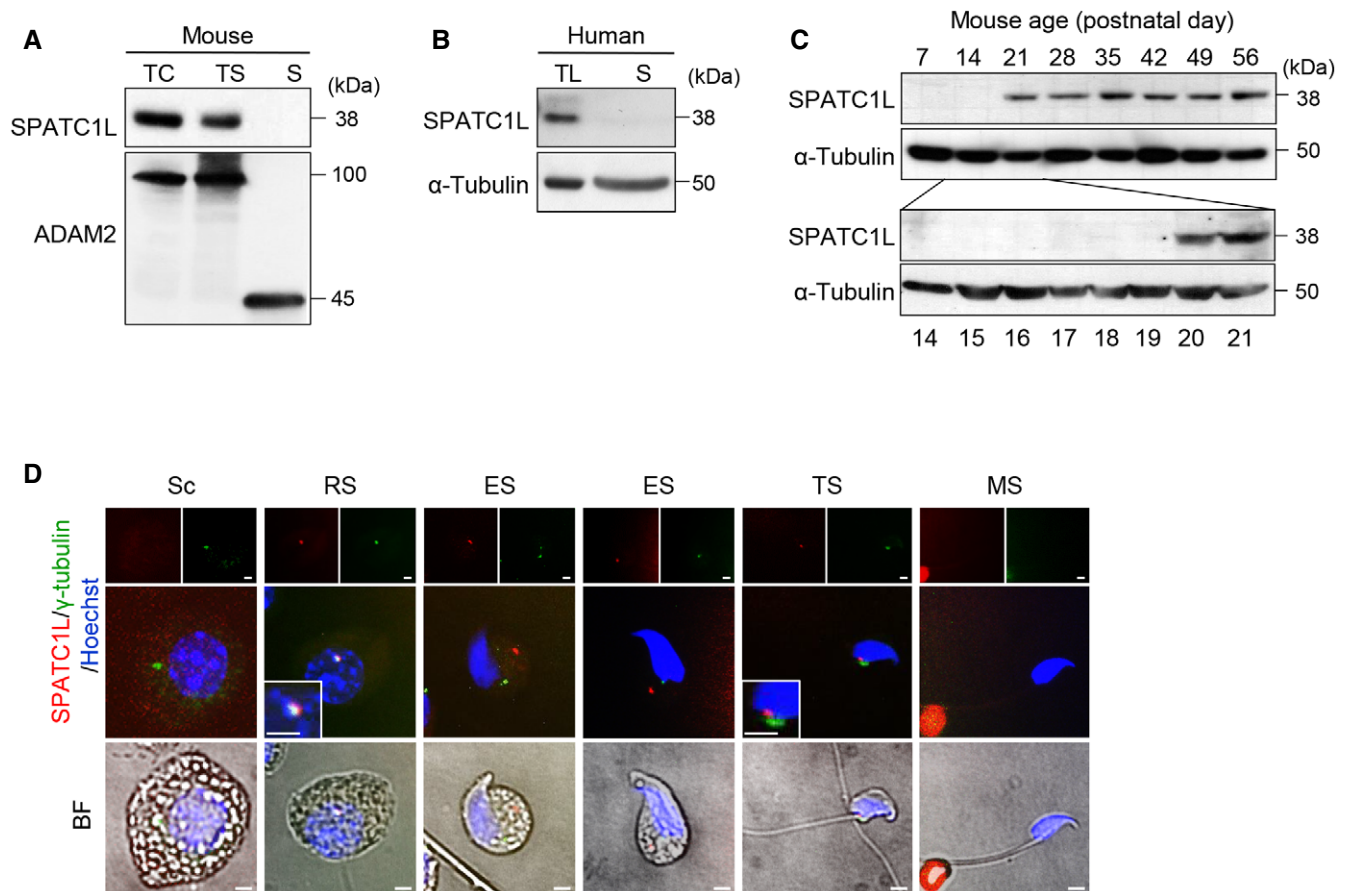 A
Mouse
TC TS S
(kDa)
SPATC1L
38
100
ADAM2
45
B
Human
TL S
(kDa)
SPATC1L
38
α-Tubulin
50
C
Mouse age (postnatal day)
7 14 21 28 35 42 49 56
(kDa)
SPATC1L
38
α-Tubulin
50
SPATC1L
38
α-Tubulin
50
14 15 16 17 18 19 20 21
D
Sc RS ES ES TS MS
SPATC1L/γ-tubulin
/Hoechst
BF